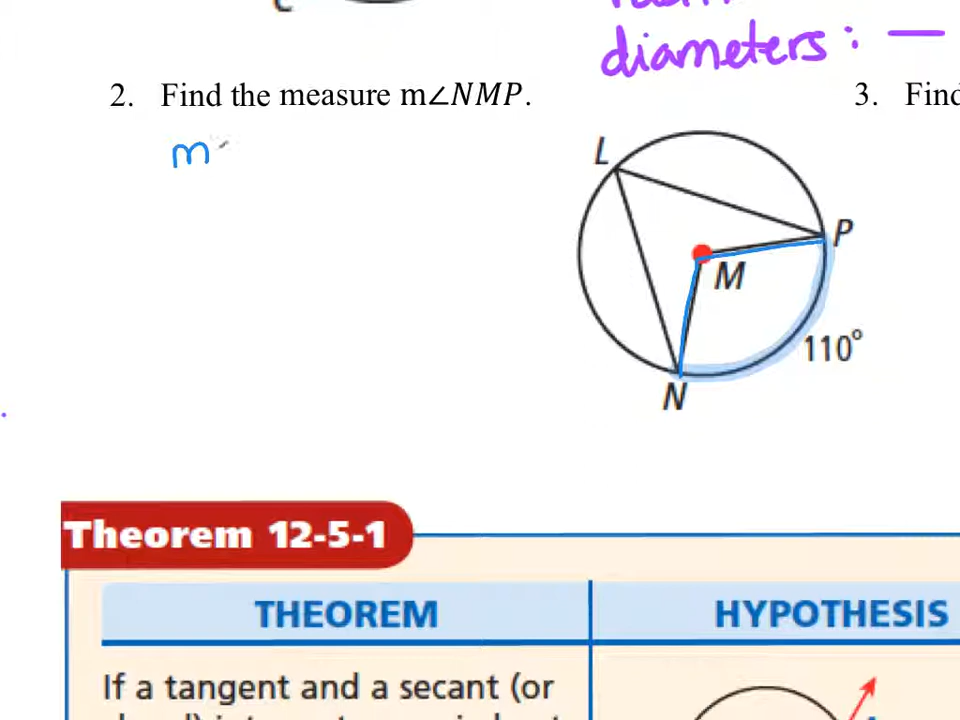 C
diameters: —
2. Find the measure m∠NMP.
3. Find
m
L
P
M
110°
N
Theorem 12-5-1
THEOREM
HYPOTHESIS
If a tangent and a secant (or